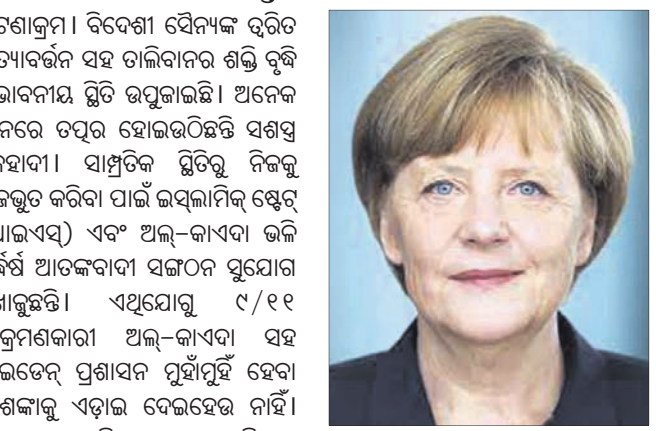 ଟଣାକ୍ରମ। ବିଦେଶୀ ସୈନ୍ୟଙ୍କ ତ୍ୱରିତ
ତ୍ୟାବର୍ତ୍ତନ ସହ ତାଲିବାନର ଶକ୍ତି ବୃଦ୍ଧି
ଭାବନୀୟ ସ୍ଥିତି ଉପୁଜାଇଛି। ଅନେକ
ନରେ ତତ୍ପର ହୋଇଉଠିଛନ୍ତି ସଶସ୍ତ୍ର
ହାଦୀ। ସାମ୍ପ୍ରତିକ ସ୍ଥିତିରୁ ନିଜକୁ
ଜଭୁତ କରିବା ପାଇଁ ଇସ୍‌ଲାମିକ୍ ଷ୍ଟେଟ୍
ଆଇଏସ୍) ଏବଂ ଅଲ୍-କାଏଦା ଭଳି
ର୍ଦ୍ଧର୍ଷ ଆତଙ୍କବାଦୀ ସଙ୍ଗଠନ ସୁଯୋଗ
ଖୋଜୁଛନ୍ତି। ଏଥିଯୋଗୁ ୯/୧୧
କ୍ରମଣକାରୀ ଅଲ୍-କାଏଦା ସହ
ଇଡେନ୍ ପ୍ରଶାସନ ମୁହାଁମୁହିଁ ହେବା
ଶଙ୍କାକୁ ଏଡ଼ାଇ ଦେଇହେଉ ନାହିଁ।